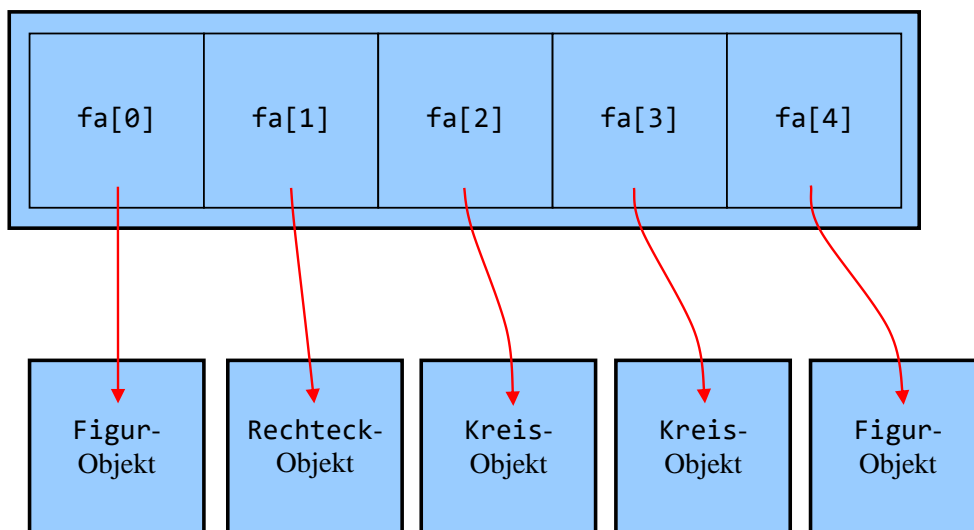 fa[0] fa[1] fa[2] fa[3] fa[4]
Figur-
Objekt
Rechteck-
Objekt
Kreis-
Objekt
Kreis-
Objekt
Figur-
Objekt